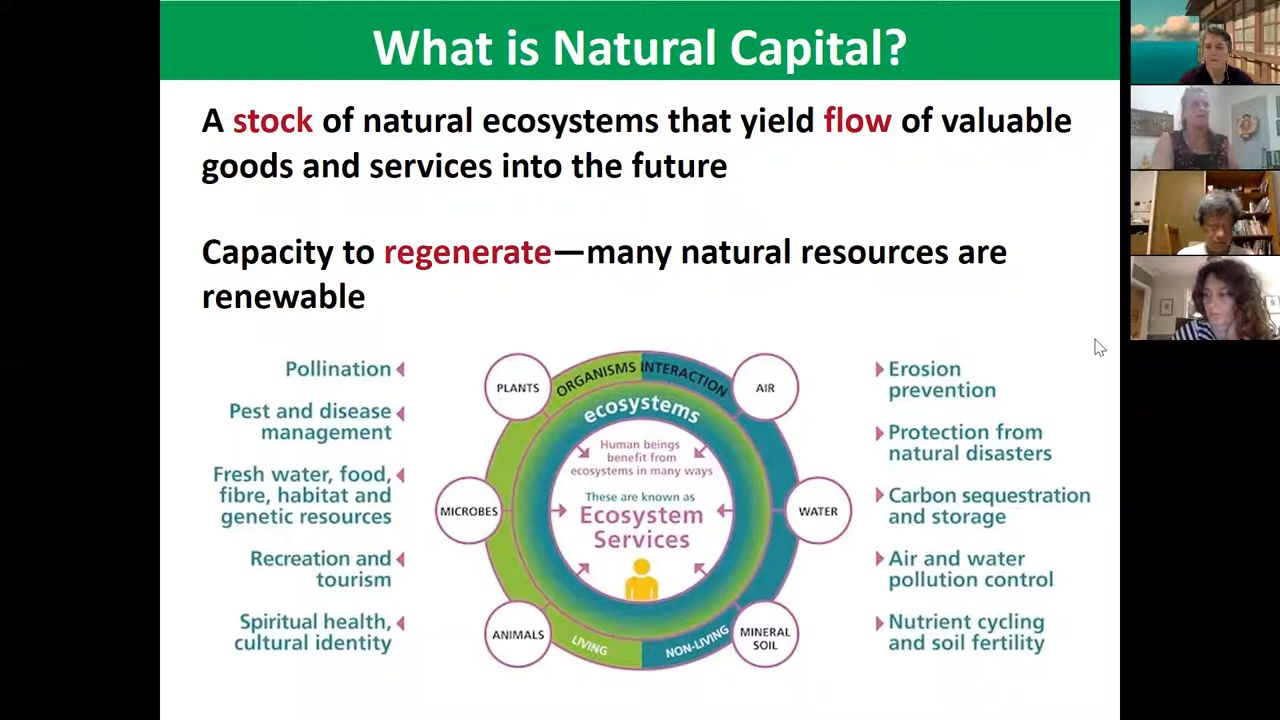 What is Natural Capital?
A stock of natural ecosystems that yield flow of valuable
goods and services into the future
Capacity to regenerate—many natural resources are
renewable
Pollination
Pest and disease
management
Fresh water, food,
fibre, habitat and
genetic resources
Recreation and
tourism
Spiritual health,
cultural identity
PLANTS
MICROBES
ANIMALS
ORGANISMS
INTERACTION
ecosystems
Human beings
benefit from
ecosystems in many ways
These are known as
Ecosystem
Services
LIVING
NON-LIVING
AIR
WATER
MINERAL
SOIL
Erosion
prevention
Protection from
natural disasters
Carbon sequestration
and storage
Air and water
pollution control
Nutrient cycling
and soil fertility